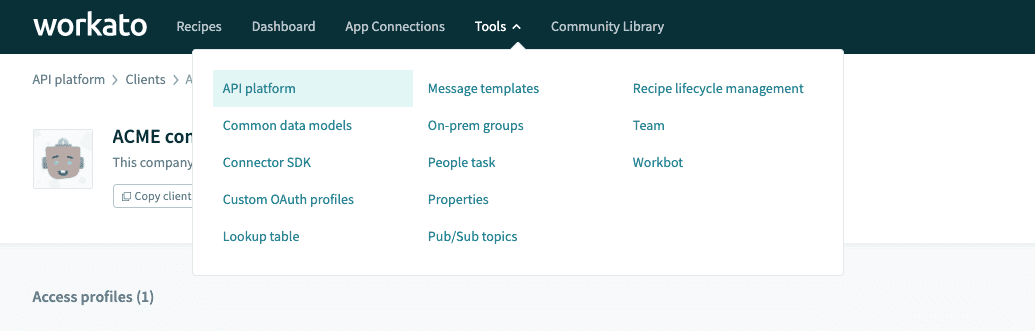 workato Recipes Dashboard App Connections Tools Community Library
API platform > Clients > A
ACME con
This company
Copy client
API platform
Common data models
Connector SDK
Custom OAuth profiles
Lookup table
Message templates
On-prem groups
People task
Properties
Pub/Sub topics
Recipe lifecycle management
Team
Workbot
Access profiles (1)